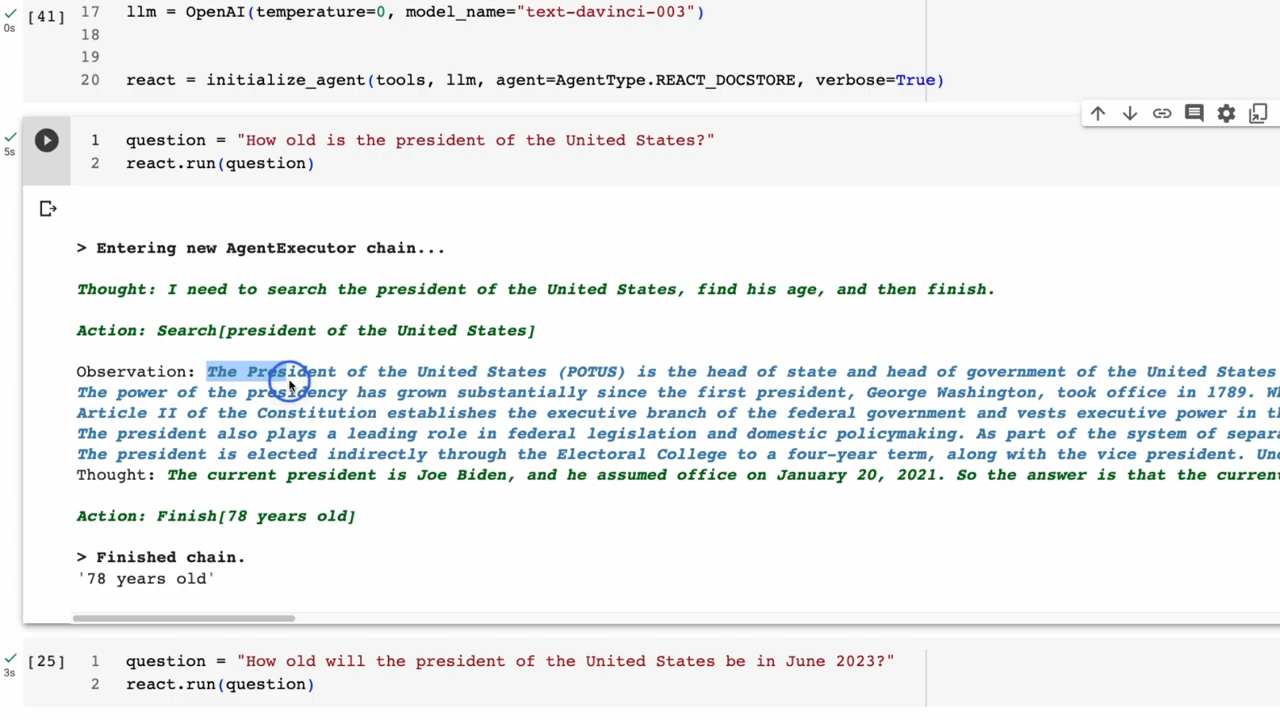 [41]
0s
17 llm = OpenAI(temperature=0, model_name="text-davinci-003")
18
19
20 react = initialize_agent(tools, llm, agent=AgentType.REACT_DOCSTORE, verbose=True)
5s
1 question = "How old is the president of the United States?"
2 react.run(question)
> Entering new AgentExecutor chain...
Thought: I need to search the president of the United States, find his age, and then finish.
Action: Search[president of the United States]
Observation: The President of the United States (POTUS) is the head of state and head of government of the United States
The power of the presidency has grown substantially since the first president, George Washington, took office in 1789. Wh
Article II of the Constitution establishes the executive branch of the federal government and vests executive power in th
The president also plays a leading role in federal legislation and domestic policymaking. As part of the system of separa
The president is elected indirectly through the Electoral College to a four-year term, along with the vice president. Und
Thought: The current president is Joe Biden, and he assumed office on January 20, 2021. So the answer is that the current
Action: Finish[78 years old]
> Finished chain.
'78 years old'
[25]
3s
1 question = "How old will the president of the United States be in June 2023?"
2 react.run(question)